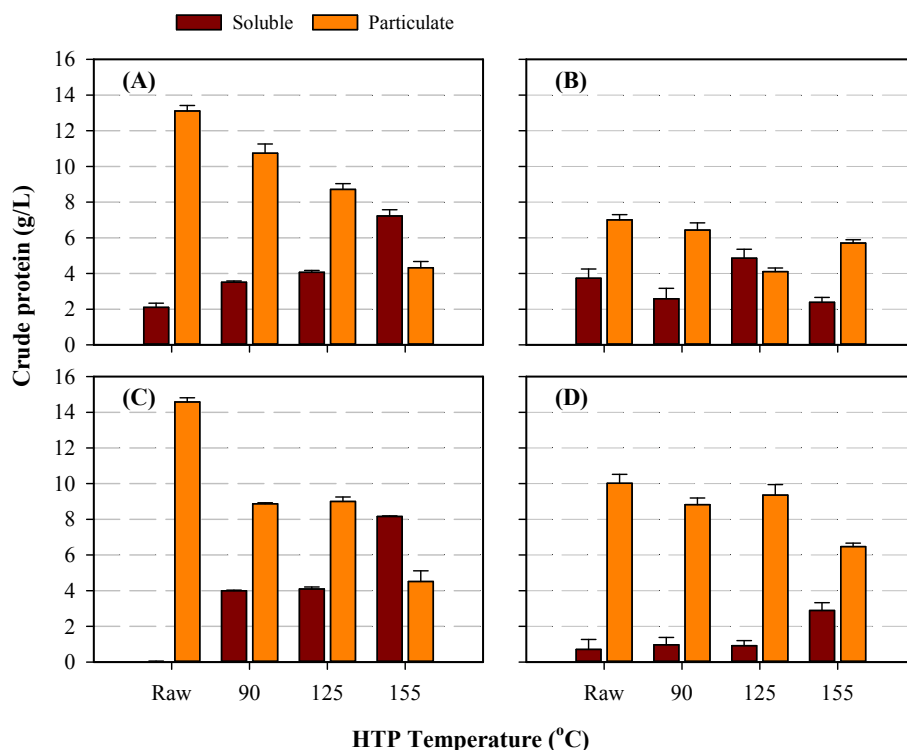 Soluble Particulate
16 (A) (B)
14
12
10
8
6
4
2
0
Crude protein (g/L)
16 (C) (D)
14
12
10
8
6
4
2
0
Raw 90 125 155 Raw 90 125 155
HTP Temperature (°C)